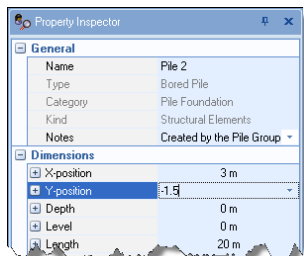 Property Inspector
General
Name Pile 2
Type Bored Pile
Category Pile Foundation
Kind Structural Elements
Notes Created by the Pile Group
Dimensions
X-position 3 m
Y-position -1.5
Depth 0 m
Level 0 m
Length 20 m